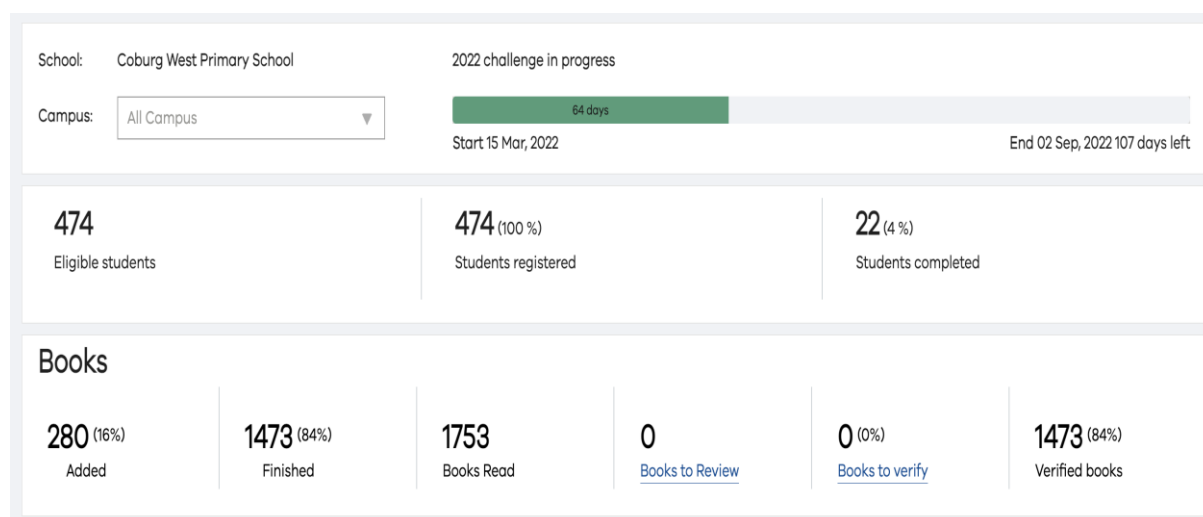 School: Coburg West Primary School
2022 challenge in progress
Campus: All Campus
64 days
Start 15 Mar, 2022
End 02 Sep, 2022 107 days left
474
Eligible students
474 (100 %)
Students registered
22 (4 %)
Students completed
Books
280 (16%)
Added
1473 (84%)
Finished
1753
Books Read
0
Books to Review
0 (0%)
Books to verify
1473 (84%)
Verified books